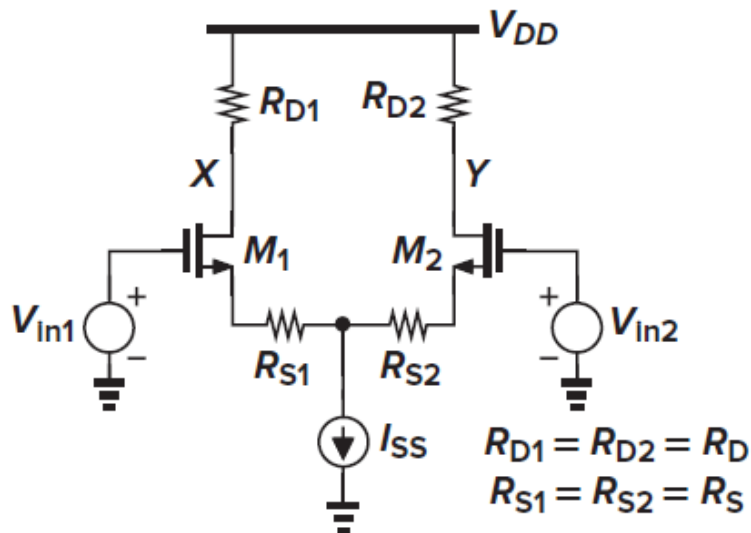 V_DD
R_D1 R_D2
X Y
M_1 M_2
+ +
V_in1 V_in2
− −
R_S1 R_S2
I_SS
R_D1 = R_D2 = R_D
R_S1 = R_S2 = R_S